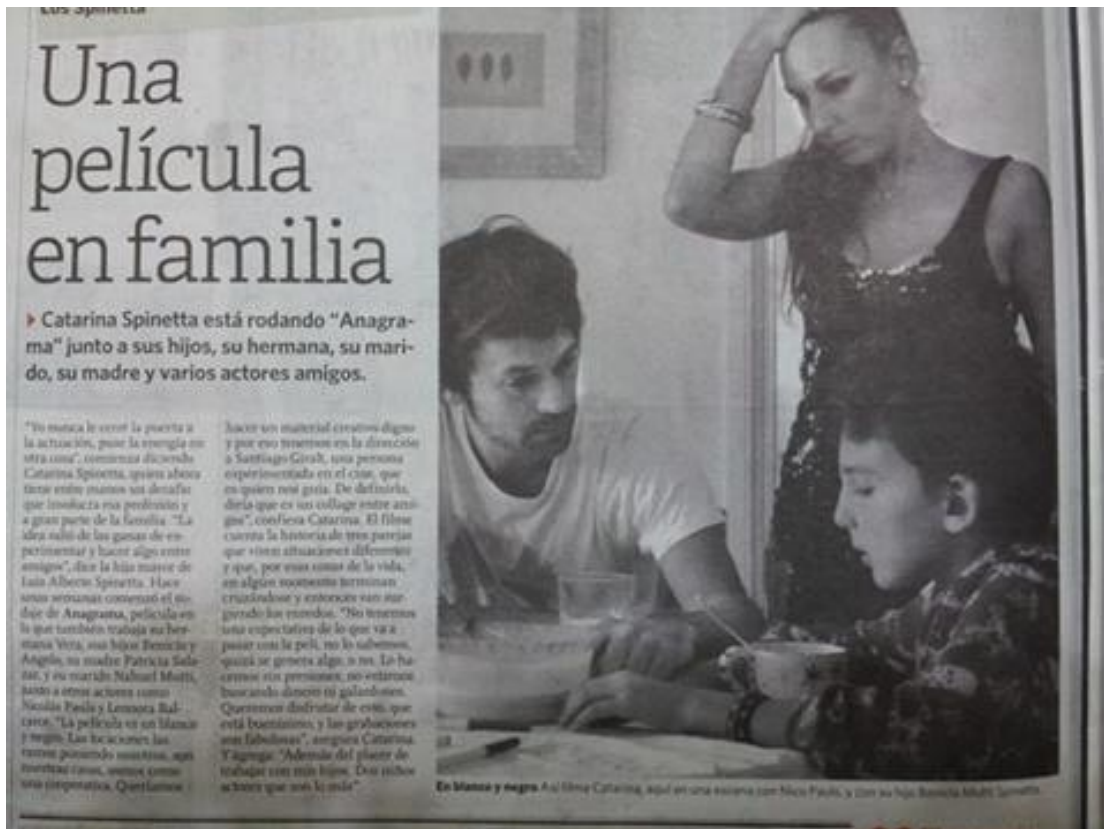 Los Spinetta
Una
película
en familia
Catarina Spinetta está rodando "Anagra-
ma" junto a sus hijos, su hermana, su mari-
do, su madre y varios actores amigos.
"Yo nunca le cerré la puerta a
la actuación, puse la energía en
otra cosa", comienza diciendo
Catarina Spinetta, quien ahora
tiene entre manos un desafío
que involucra su profesión y
a gran parte de la familia. "La
idea salió de las ganas de ex-
perimentar y hacer algo entre
amigos", dice la hija mayor de
Luis Alberto Spinetta. Hace
unas semanas comenzó el ro-
daje de Anagrama, película en
la que también trabaja su her-
mana Vera, sus hijos Benicio y
Angelo, su madre Patricia Sala-
zar, y su marido Nahuel Mutti,
junto a otros actores como
Nicolás Pauls y Leonora Bal-
carce. "La película es en blanco
y negro. Las locaciones las
vamos poniendo nosotros, son
nuestras casas, somos como
una cooperativa. Queríamos
hacer un material creativo digno
y por eso tenemos en la dirección
a Santiago Giralt, una persona
experimentada en el cine, que
es quien nos guía. De definirla,
diría que es un collage entre ami-
gos", confiesa Catarina. El filme
cuenta la historia de tres parejas
que viven situaciones diferentes
y que, por esas cosas de la vida,
en algún momento terminan
cruzándose y entonces van sur-
giendo los enredos. "No tenemos
una expectativa de lo que va a
pasar con la peli, no lo sabemos,
quizá se genera algo, o no. Lo ha-
cemos sin presiones, no estamos
buscando dinero ni galardones.
Queremos disfrutar de esto, que
está buenísimo, y las grabaciones
son fabulosas", asegura Catarina.
Y agrega: "Además del placer de
trabajar con mis hijos. Dos niños
actores que son lo más"
En blanco y negro Así filma Catarina, aquí en una escena con Nico Pauls, y con su hijo Benicio Mutti Spinetta.